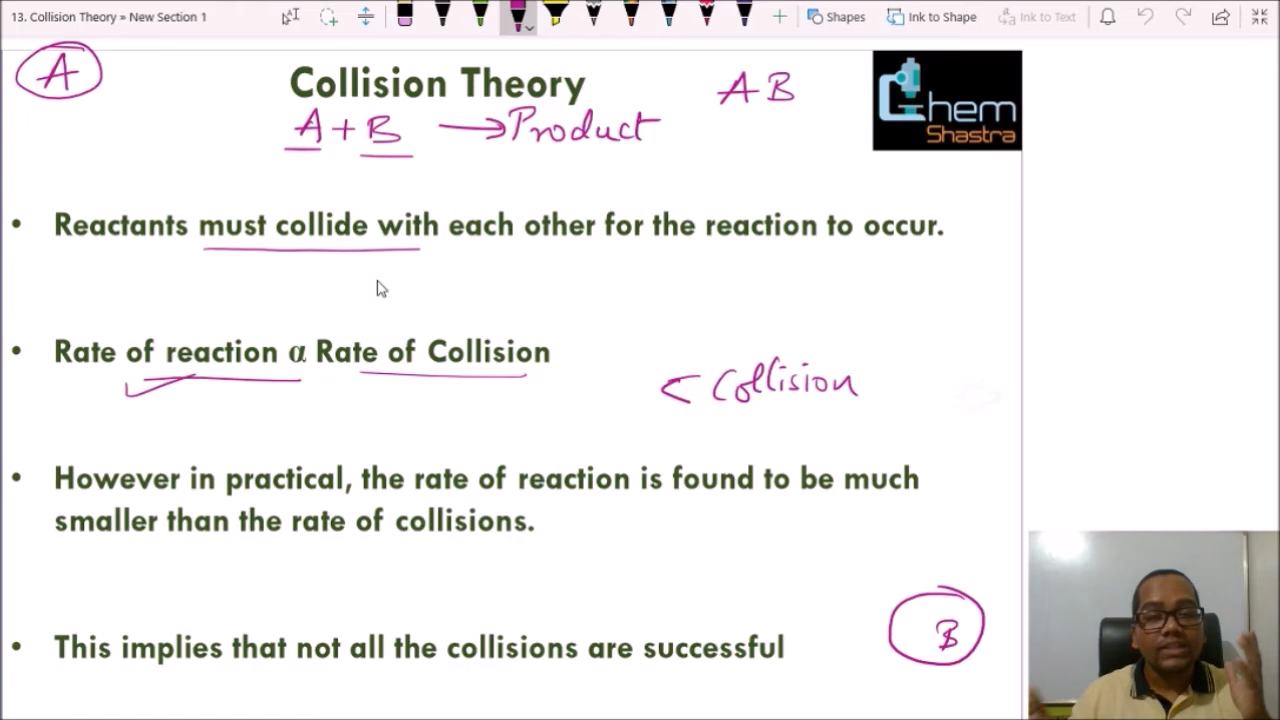 13. Collision Theory » New Section 1
Shapes
Ink to Shape
Ink to Text
A
Collision Theory
A B
Chem
Shastra
A + B → Product
• Reactants must collide with each other for the reaction to occur.
• Rate of reaction α Rate of Collision
< Collision
• However in practical, the rate of reaction is found to be much
smaller than the rate of collisions.
B
• This implies that not all the collisions are successful